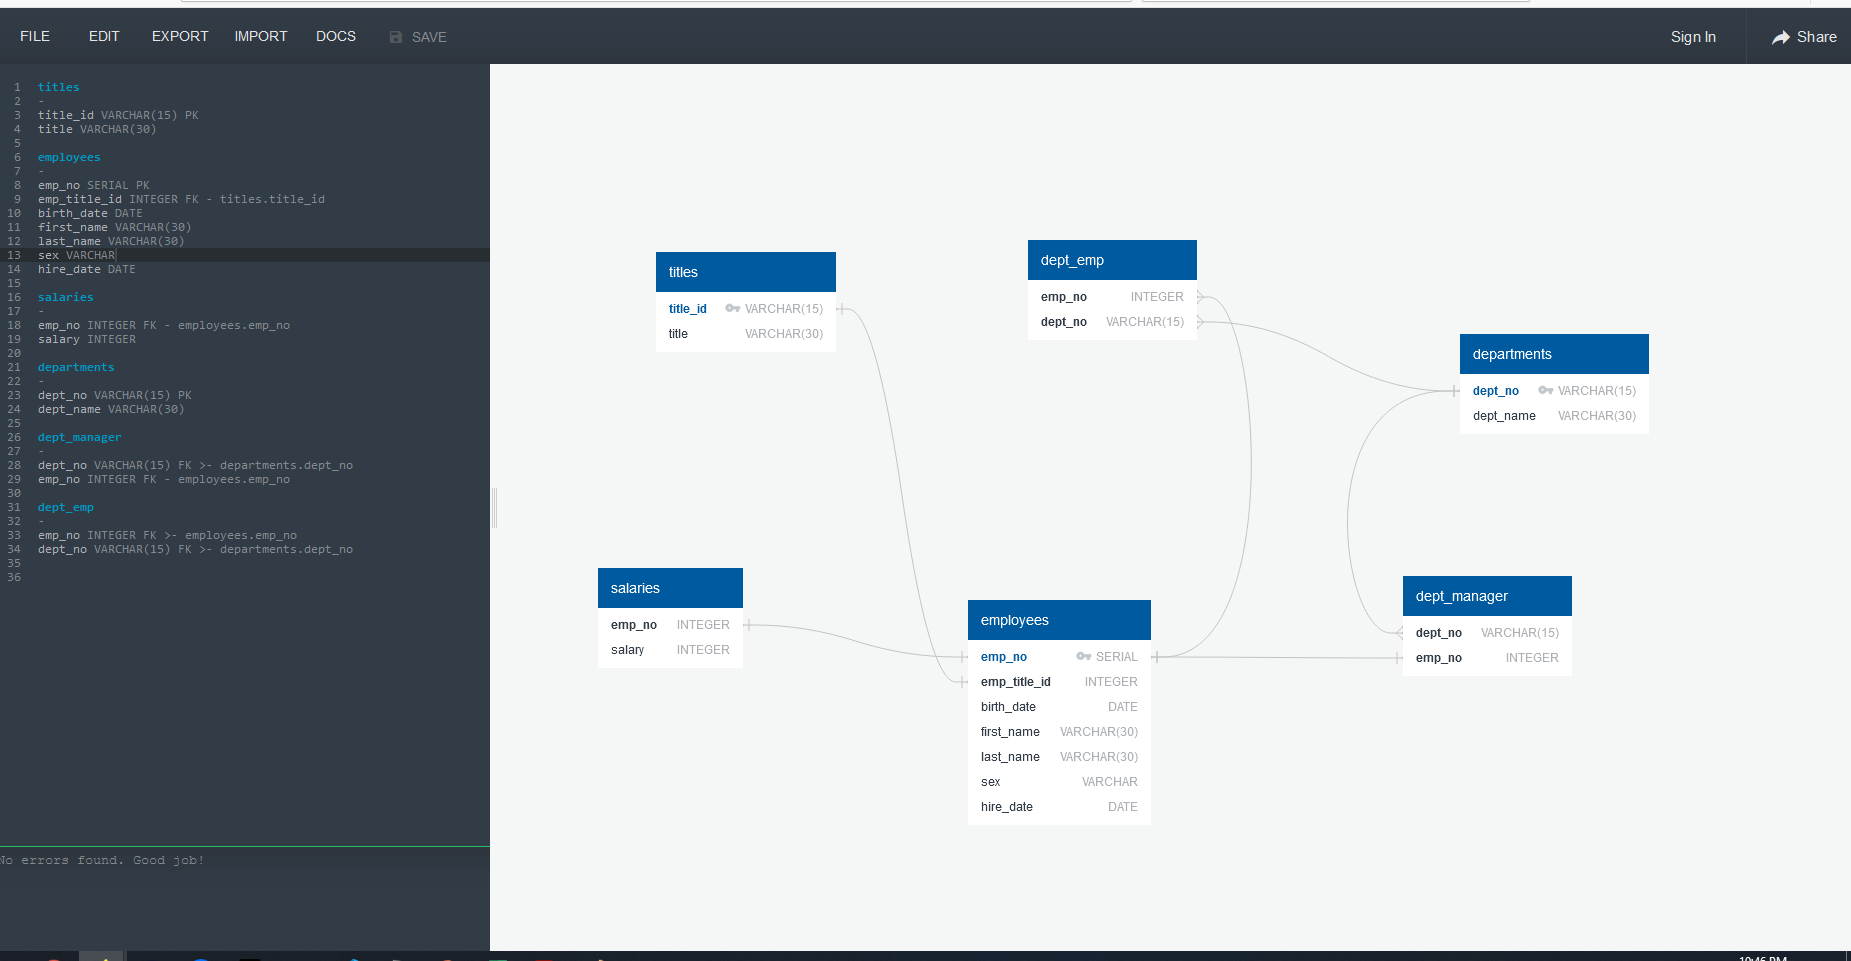 FILE EDIT EXPORT IMPORT DOCS SAVE Sign In Share
1 titles
2 -
3 title_id VARCHAR(15) PK
4 title VARCHAR(30)
5
6 employees
7 -
8 emp_no SERIAL PK
9 emp_title_id INTEGER FK - titles.title_id
10 birth_date DATE
11 first_name VARCHAR(30)
12 last_name VARCHAR(30)
13 sex VARCHAR
14 hire_date DATE
15
16 salaries
17 -
18 emp_no INTEGER FK - employees.emp_no
19 salary INTEGER
20
21 departments
22 -
23 dept_no VARCHAR(15) PK
24 dept_name VARCHAR(30)
25
26 dept_manager
27 -
28 dept_no VARCHAR(15) FK >- departments.dept_no
29 emp_no INTEGER FK - employees.emp_no
30
31 dept_emp
32 -
33 emp_no INTEGER FK >- employees.emp_no
34 dept_no VARCHAR(15) FK >- departments.dept_no
35
36
No errors found. Good job!
titles
title_id VARCHAR(15)
title VARCHAR(30)
dept_emp
emp_no INTEGER
dept_no VARCHAR(15)
departments
dept_no VARCHAR(15)
dept_name VARCHAR(30)
salaries
emp_no INTEGER
salary INTEGER
employees
emp_no SERIAL
emp_title_id INTEGER
birth_date DATE
first_name VARCHAR(30)
last_name VARCHAR(30)
sex VARCHAR
hire_date DATE
dept_manager
dept_no VARCHAR(15)
emp_no INTEGER
10:46 PM